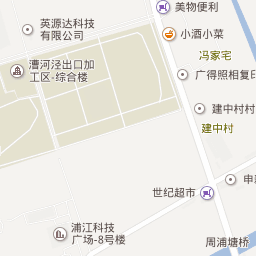 美物便利
英源达科技
有限公司
小酒小菜
冯家宅
漕河泾出口加
工区-综合楼
广得照相复印
建中村村
建中村
申
世纪超市
浦江科技
广场-8号楼
周浦塘桥